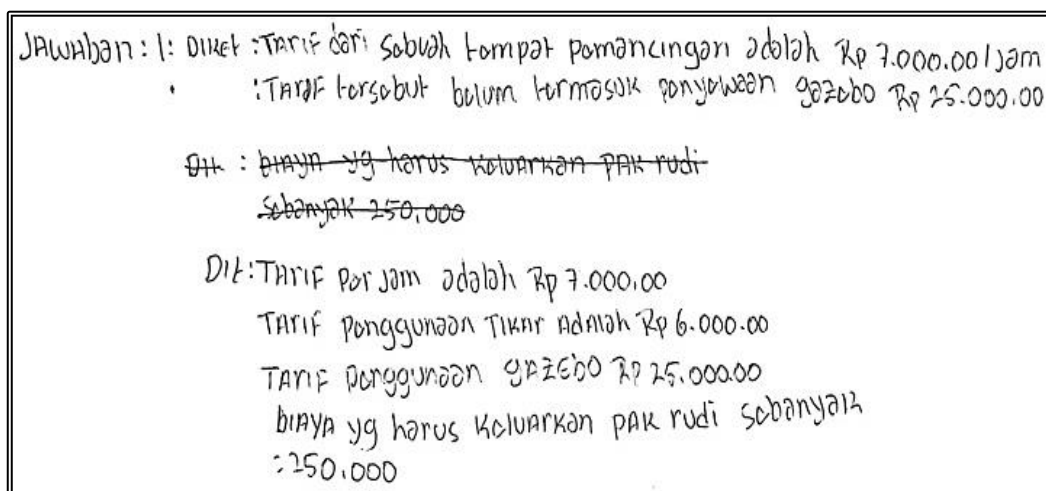 JAWABan : 1: DIKet : TArif dari sebuah tempat pemancingan adalah Rp 7.000.00/jam
: TArif tersebut belum termasuk penyewaan gazebo Rp 25.000.00
Dit : biaya yg harus keluarkan PAK rudi
Sebanyak 250.000
Dit : TArif Per Jam adalah Rp 7.000.00
TArif Penggunaan Tikar Adalah Rp 6.000.00
TArif Penggunaan gazebo Rp 25.000.00
biaya yg harus keluarkan PAK rudi sebanyak
: 250.000